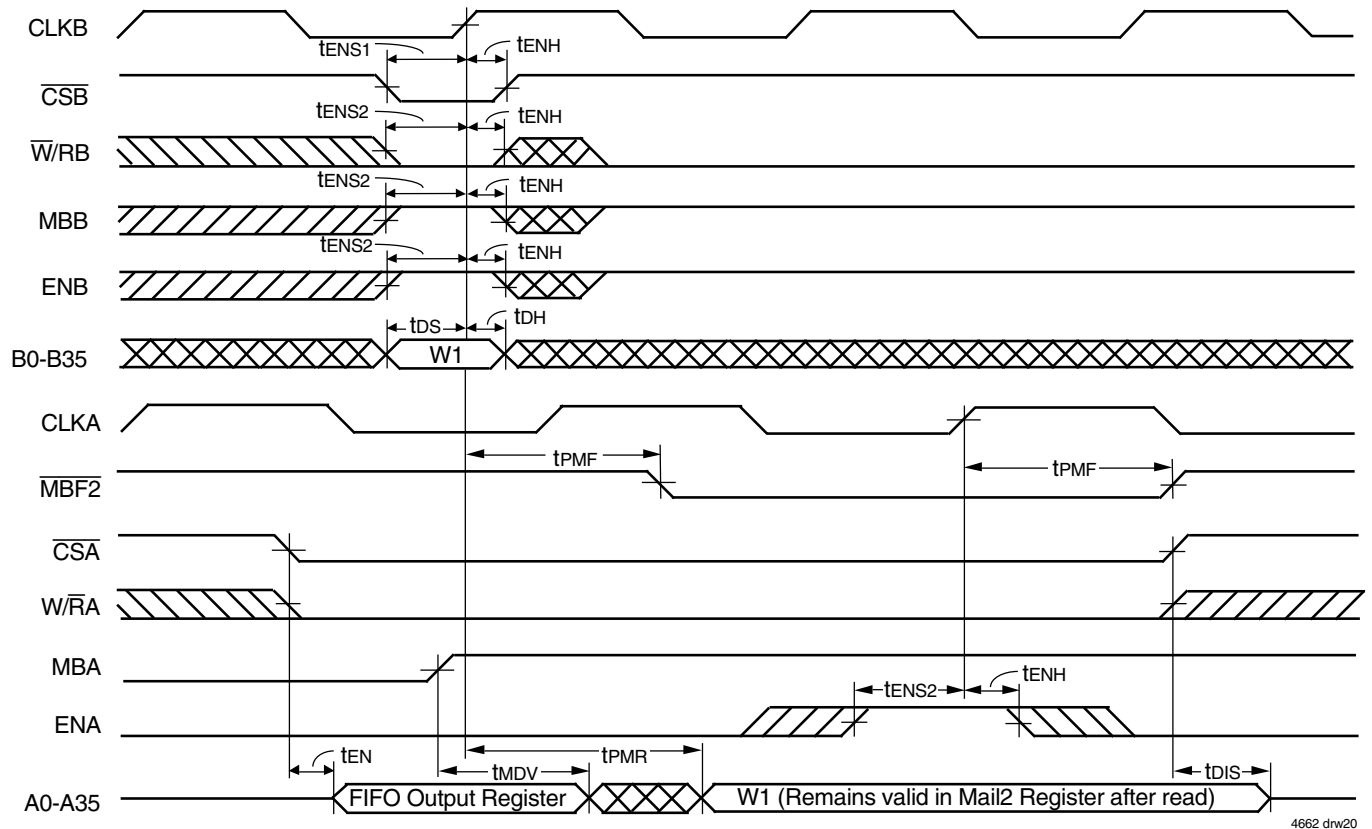 CLKB
tENS1 tENH
CSB
tENS2 tENH
W/RB
tENS2 tENH
MBB
tENS2 tENH
ENB
tDS tDH
B0-B35 W1
CLKA
tPMF tPMF
MBF2
CSA
W/RA
MBA
tENS2 tENH
ENA
tEN tMDV tPMR tDIS
A0-A35 FIFO Output Register W1 (Remains valid in Mail2 Register after read)
4662 drw20